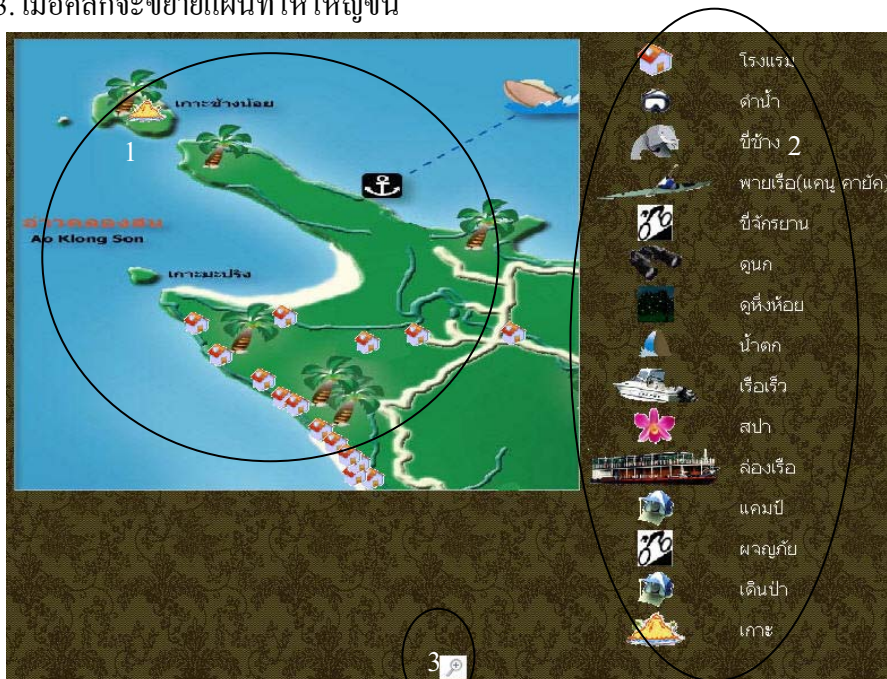 3. เมื่อคลิกจะขยายแผนที่ให้ใหญ่ขึ้น
เกาะช้างน้อย
1
อ่าวคลองสน
Ao Klong Son
เกาะมะปริง
โรงแรม
ดำน้ำ
ขี่ช้าง 2
พายเรือ(แคนู คายัค)
ขี่จักรยาน
ดูนก
ดูหิ่งห้อย
น้ำตก
เรือเร็ว
สปา
ล่องเรือ
แคมป์
ผจญภัย
เดินป่า
เกาะ
3